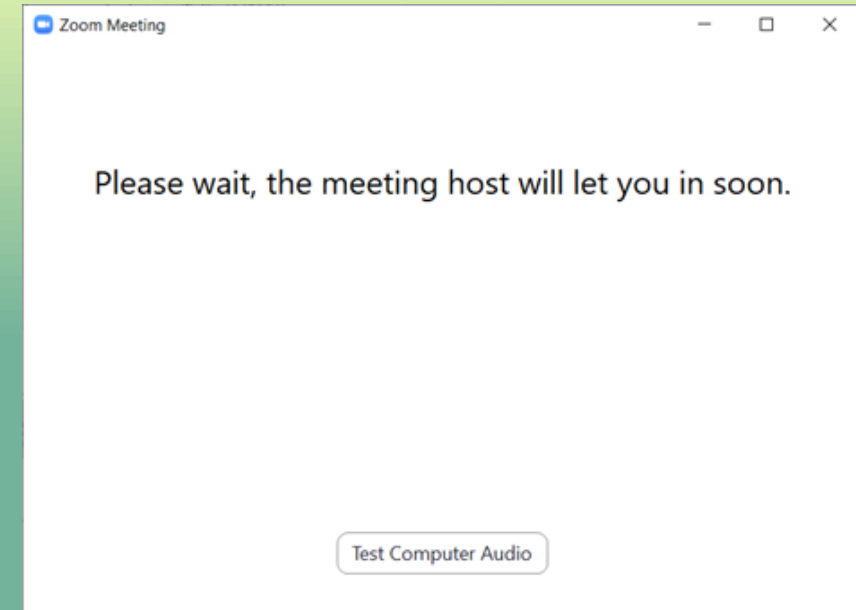 Zoom Meeting
Please wait, the meeting host will let you in soon.
Test Computer Audio